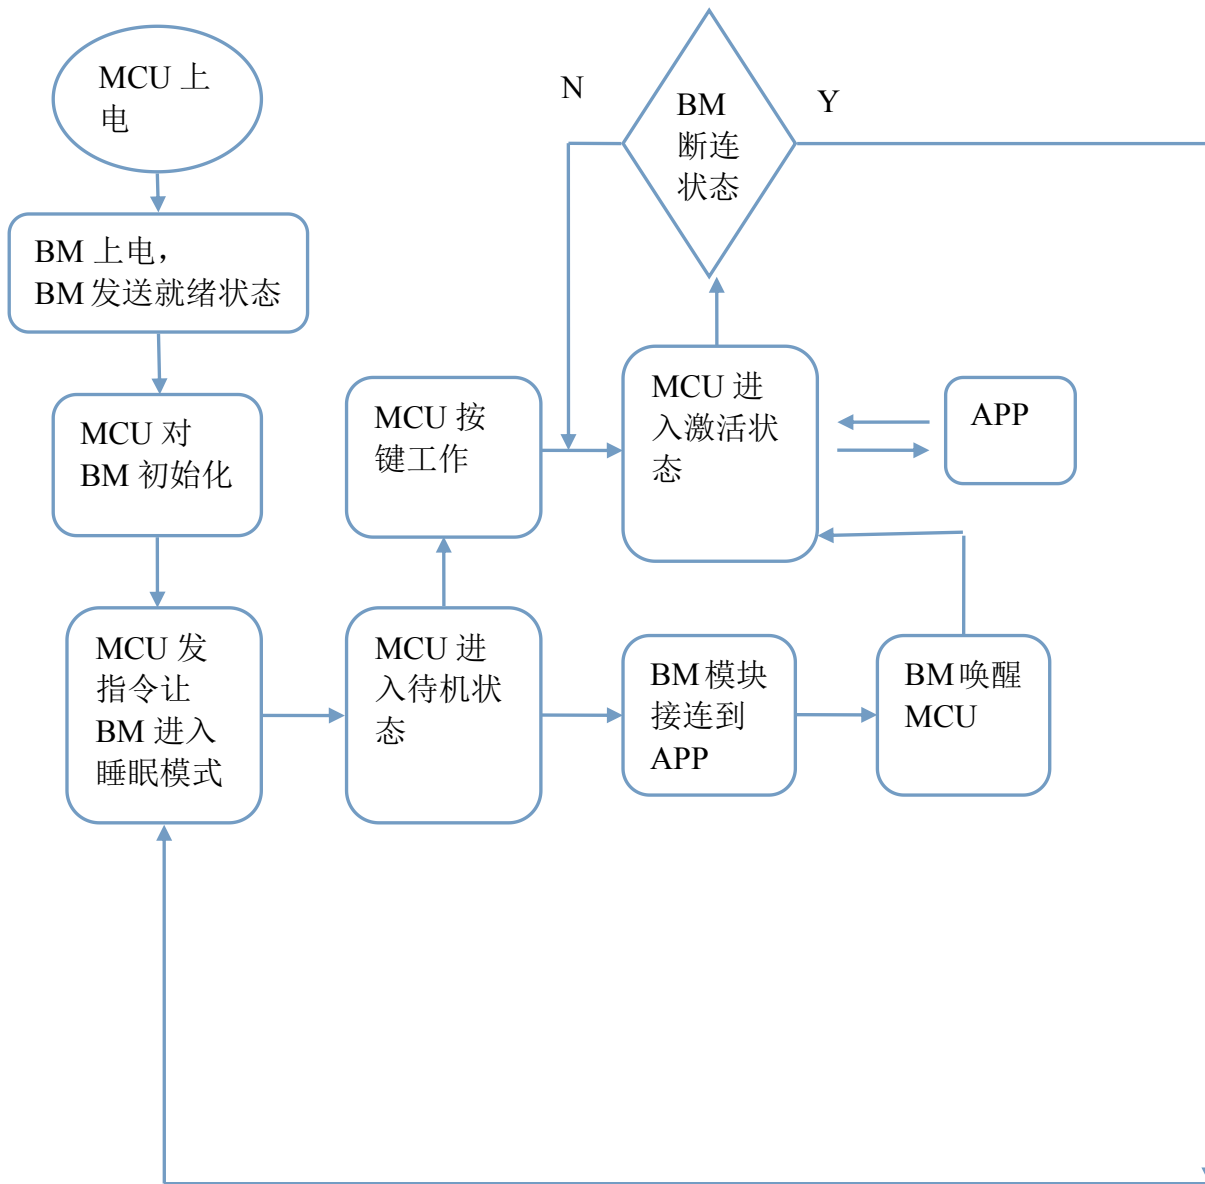 MCU 上
电
BM 上电，
BM 发送就绪状态
MCU 对
BM 初始化
MCU 发
指令让
BM 进入
睡眠模式
MCU 进
入待机状
态
MCU 按
键工作
N
BM
断连
状态
Y
MCU 进
入激活状
态
APP
BM 模块
接连到
APP
BM 唤醒
MCU